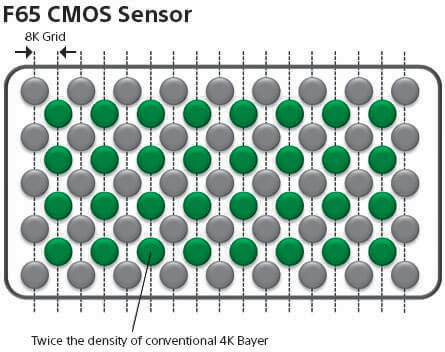 F65 CMOS Sensor
8K Grid
Twice the density of conventional 4K Bayer